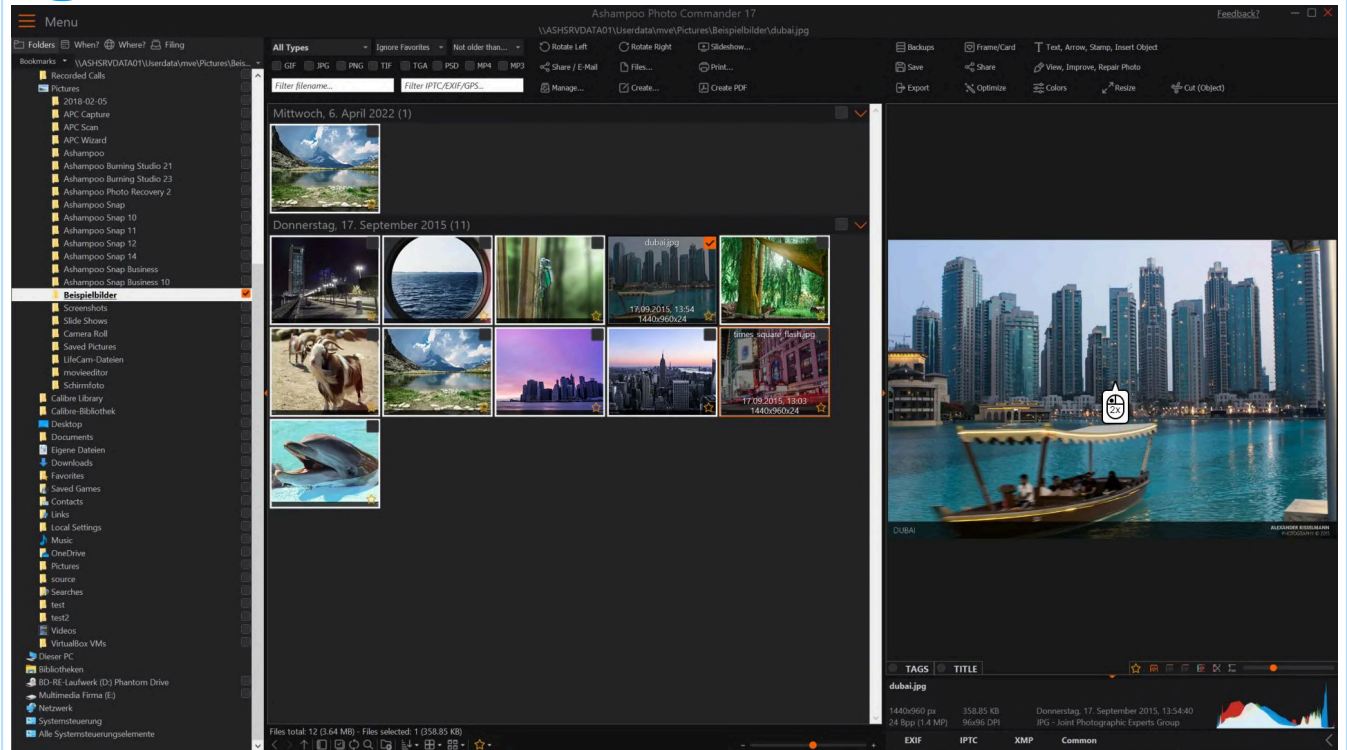 Menu
Ashampoo Photo Commander 17
\\ASHSRVDATA01\Userdata\mve\Pictures\Beispielbilder\dubai.jpg
Feedback?
Folders When? Where? Filing
Bookmarks \\ASHSRVDATA01\Userdata\mve\Pictures\Beis...
Recorded Calls
Pictures
2018-02-05
APC Capture
APC Scan
APC Wizard
Ashampoo
Ashampoo Burning Studio 21
Ashampoo Burning Studio 23
Ashampoo Photo Recovery 2
Ashampoo Snap
Ashampoo Snap 10
Ashampoo Snap 11
Ashampoo Snap 12
Ashampoo Snap 14
Ashampoo Snap Business
Ashampoo Snap Business 10
Beispielbilder
Screenshots
Slide Shows
Camera Roll
Saved Pictures
LifeCam-Dateien
movieeditor
Schirmfoto
Calibre Library
Calibre-Bibliothek
Desktop
Documents
Eigene Dateien
Downloads
Favorites
Saved Games
Contacts
Links
Local Settings
Music
OneDrive
Pictures
source
Searches
test
test2
Videos
VirtualBox VMs
Dieser PC
Bibliotheken
BD-RE-Laufwerk (D:) Phantom Drive
Multimedia Firma (E:)
Netzwerk
Systemsteuerung
Alle Systemsteuerungselemente
All Types Ignore Favorites Not older than...
GIF JPG PNG TIF TGA PSD MP4 MP3
Filter filename... Filter IPTC/EXIF/GPS...
Rotate Left Rotate Right Slideshow...
Share / E-Mail Files... Print...
Manage... Create... Create PDF
Mittwoch, 6. April 2022 (1)
Donnerstag, 17. September 2015 (11)
dubai.jpg
17.09.2015, 13:54
1440x960x24
times_square_flash.jpg
17.09.2015, 13:03
1440x960x24
Files total: 12 (3.64 MB) - Files selected: 1 (358.85 KB)
Backups Frame/Card Text, Arrow, Stamp, Insert Object
Save Share View, Improve, Repair Photo
Export Optimize Colors Resize Cut (Object)
2x
DUBAI
ALEXANDER KISSELMANN
PHOTOGRAPHY © 2015
TAGS TITLE
dubai.jpg
1440x960 px 358.85 KB Donnerstag, 17. September 2015, 13:54:40
24 Bpp (1.4 MP) 96x96 DPI JPG - Joint Photographic Experts Group
EXIF IPTC XMP Common